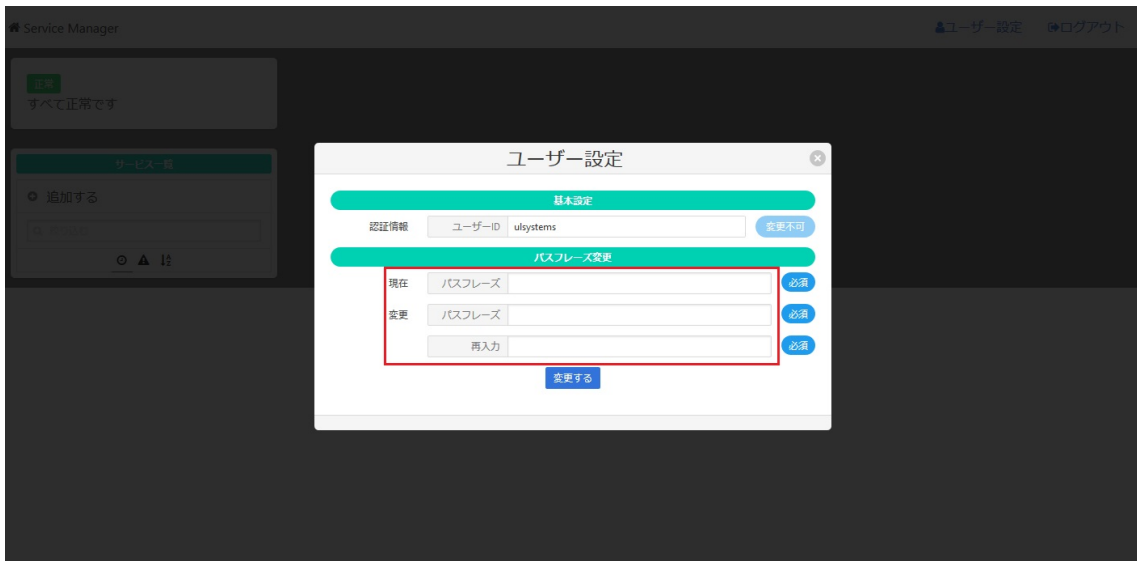 Service Manager
ユーザー設定 ログアウト
正常
すべて正常です
サービス一覧
追加する
ユーザー設定
基本設定
認証情報 ユーザーID ulsystems 変更不可
パスフレーズ変更
現在 パスフレーズ 必須
変更 パスフレーズ 必須
再入力 必須
変更する